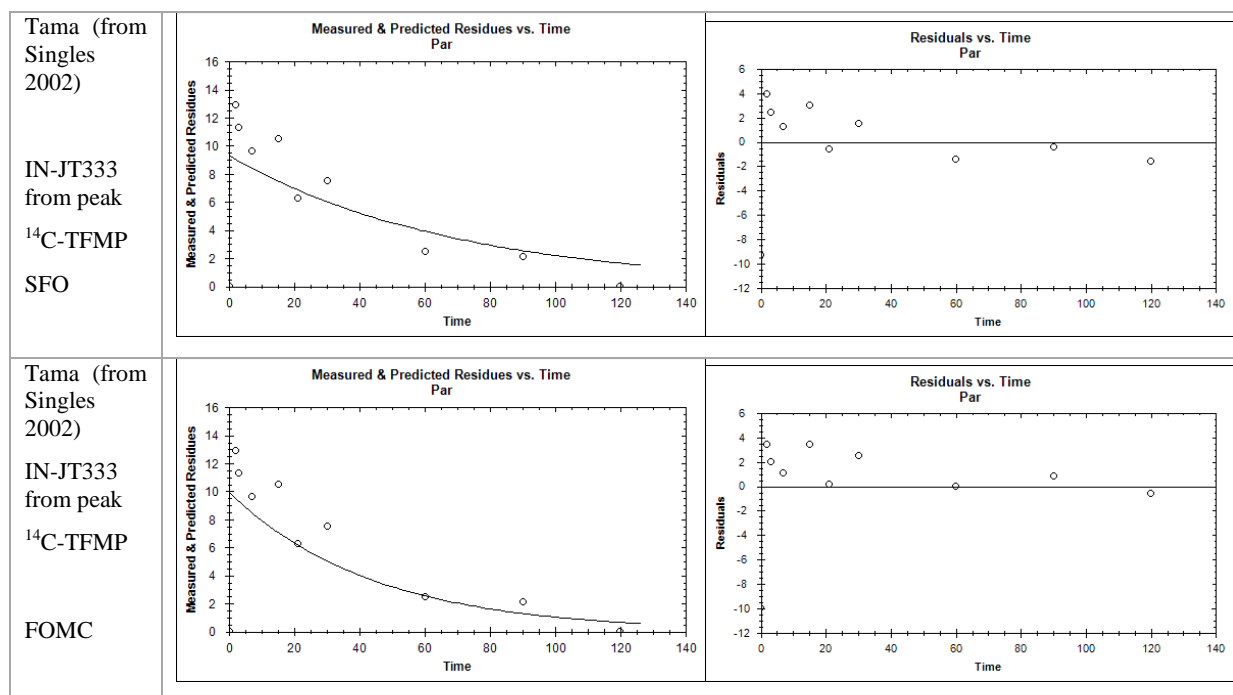 Tama (from
Singles
2002)
IN-JT333
from peak
14C-TFMP
SFO
Measured & Predicted Residues vs. Time
Par
Measured & Predicted Residues
16
14
12
10
8
6
4
2
0
0 20 40 60 80 100 120 140
Time
Residuals vs. Time
Par
Residuals
6
4
2
0
-2
-4
-6
-8
-10
-12
0 20 40 60 80 100 120 140
Time
Tama (from
Singles
2002)
IN-JT333
from peak
14C-TFMP
FOMC
Measured & Predicted Residues vs. Time
Par
Measured & Predicted Residues
16
14
12
10
8
6
4
2
0
0 20 40 60 80 100 120 140
Time
Residuals vs. Time
Par
Residuals
6
4
2
0
-2
-4
-6
-8
-10
-12
0 20 40 60 80 100 120 140
Time